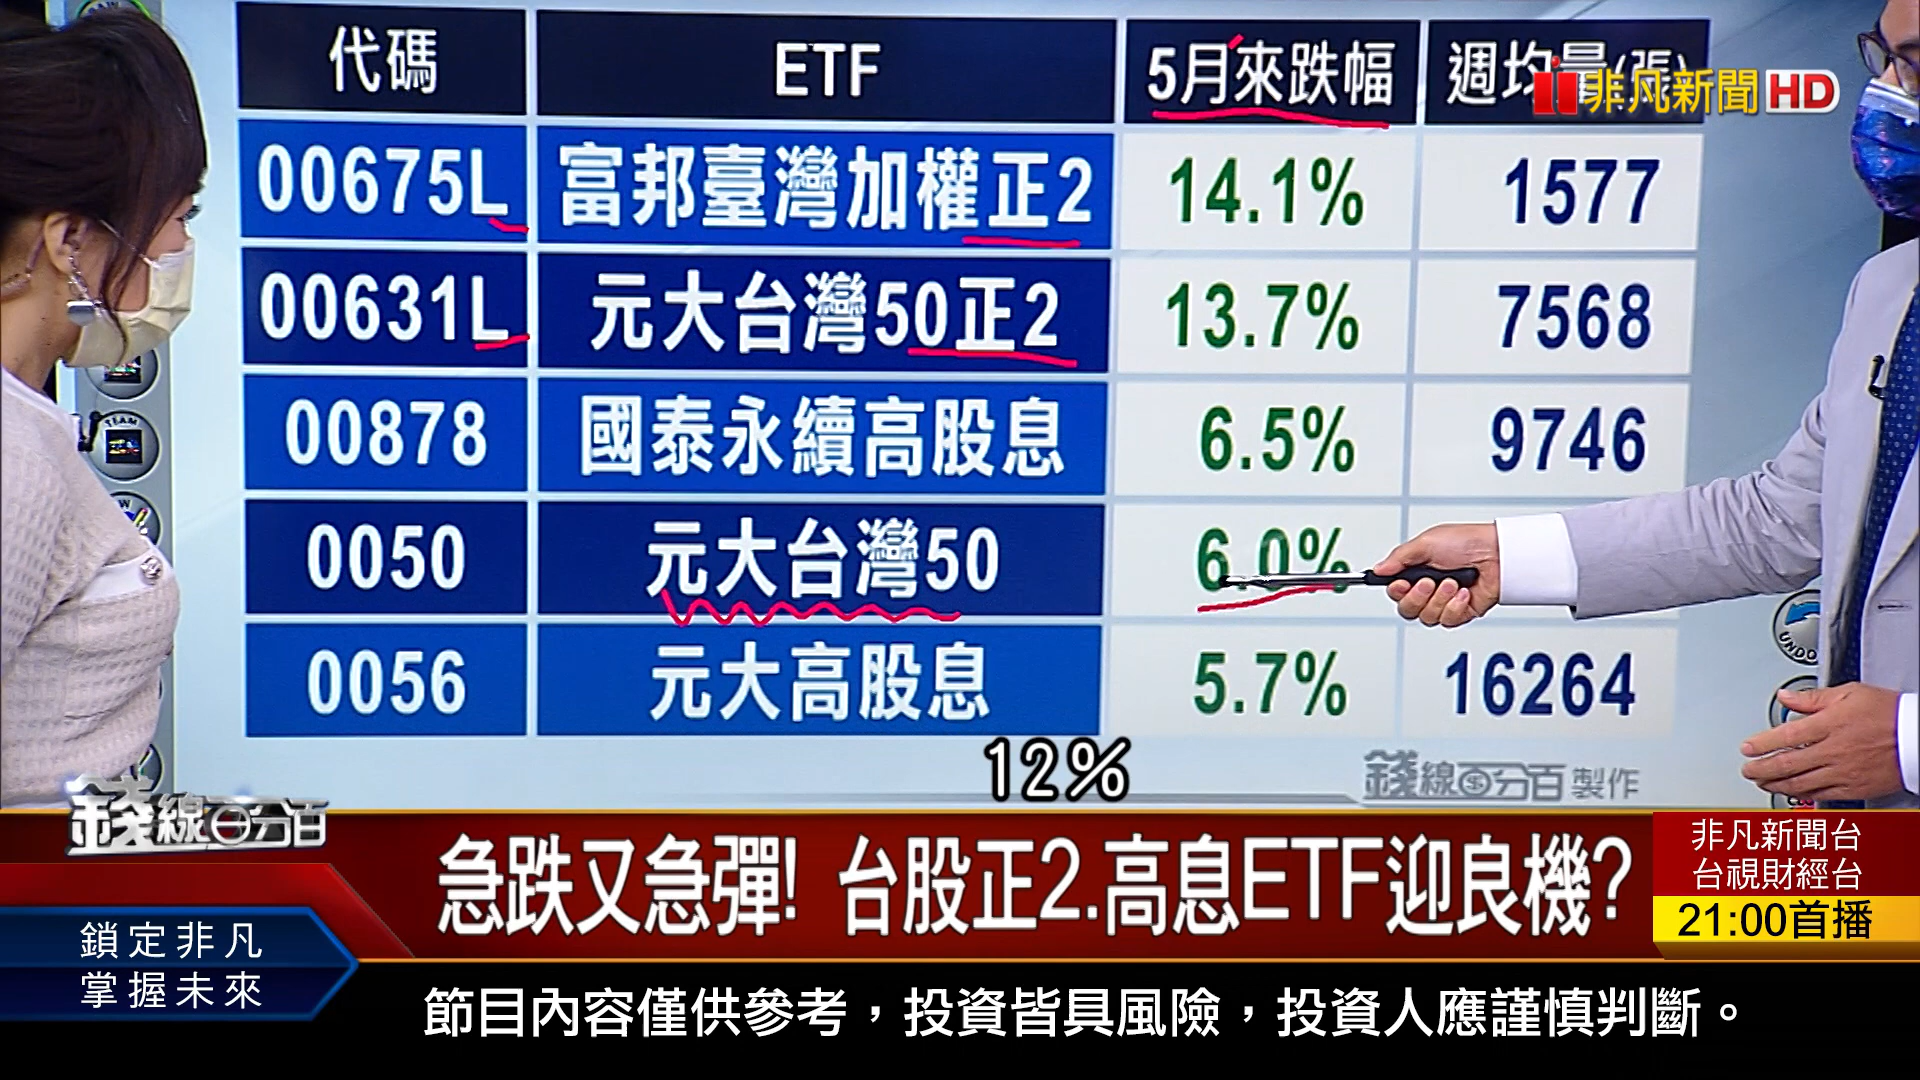 代碼 ETF 5月來跌幅 週均量(張)
非凡新聞HD
00675L 富邦臺灣加權正2 14.1% 1577
00631L 元大台灣50正2 13.7% 7568
00878 國泰永續高股息 6.5% 9746
TEAM
0050 元大台灣50 6.0%
UNDO
0056 元大高股息 5.7% 16264
12%
錢線百分百製作
錢線百分百
急跌又急彈! 台股正2.高息ETF迎良機?
非凡新聞台
台視財經台
21:00首播
鎖定非凡
掌握未來
節目內容僅供參考，投資皆具風險，投資人應謹慎判斷。